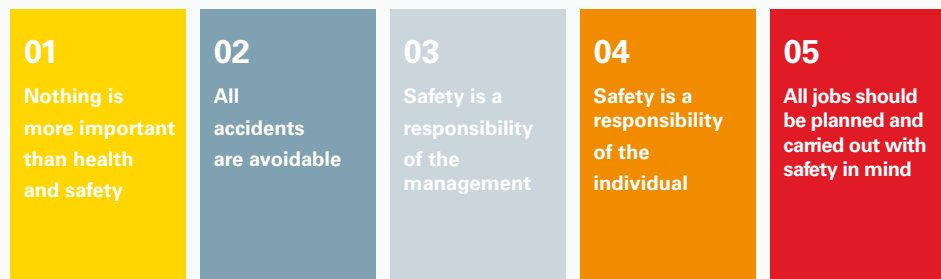 01
Nothing is
more important
than health
and safety
02
All
accidents
are avoidable
03
Safety is a
responsibility
of the
management
04
Safety is a
responsibility
of the
individual
05
All jobs should
be planned and
carried out with
safety in mind